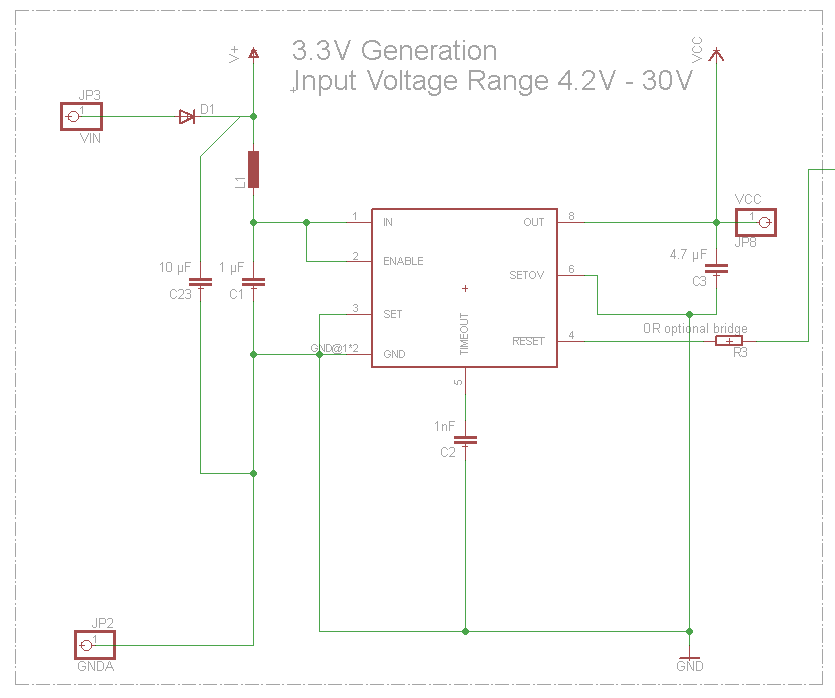 3.3V Generation
Input Voltage Range 4.2V - 30V
V+
VCC
JP3
1
VIN
D1
L1
VCC
1
JP8
1
IN
OUT
8
2
ENABLE
SETOV
6
4.7 µF
C3
10 µF
C23
1 µF
C1
3
SET
TIMEOUT
0R optional bridge
RESET
4
R3
GND@1*2
GND
5
1nF
C2
JP2
1
GNDA
GND